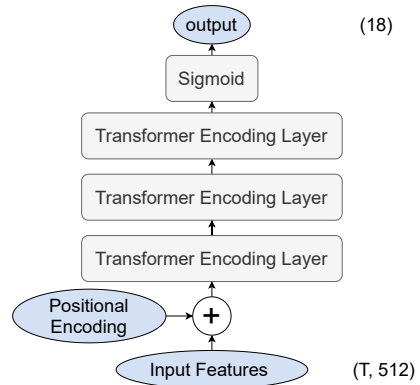 output (18)
Sigmoid
Transformer Encoding Layer
Transformer Encoding Layer
Transformer Encoding Layer
Positional
Encoding
+
Input Features (T, 512)